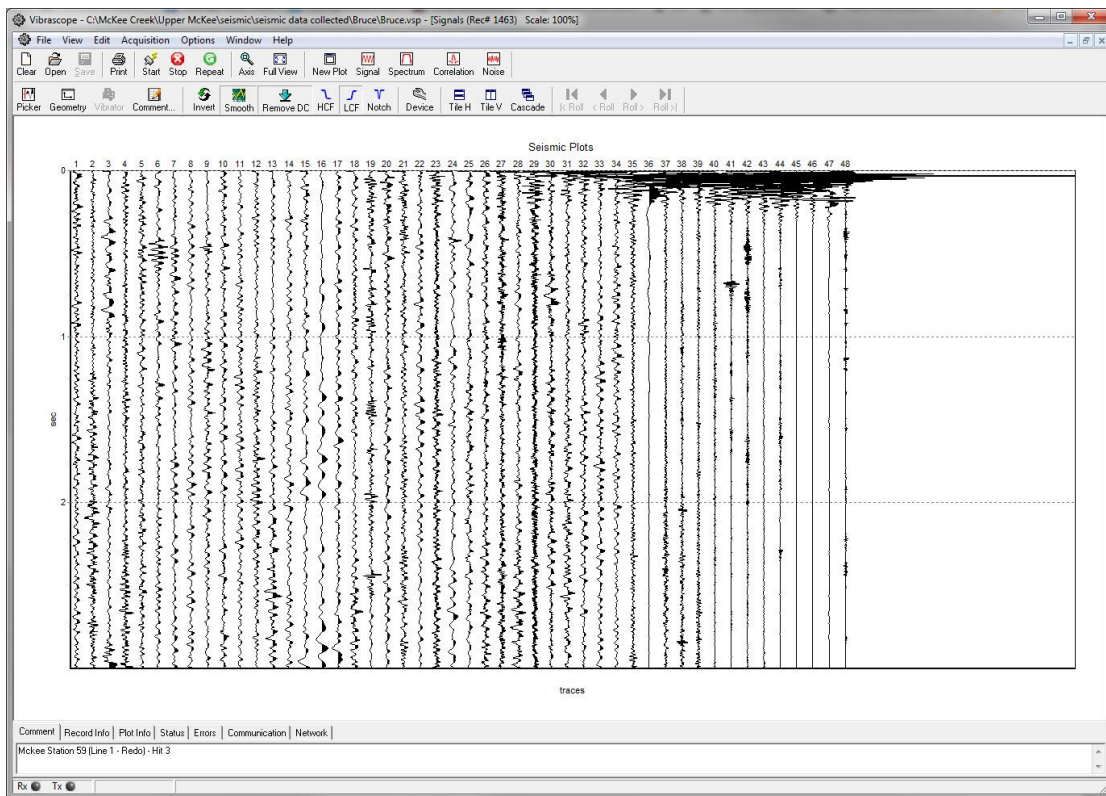 Vibrascope - C:\McKee Creek\Upper McKee\seismic\seismic data collected\Bruce\Bruce.vsp - [Signals (Rec# 1463)  Scale: 100%]
File View Edit Acquisition Options Window Help
Clear Open Save Print Start Stop Repeat Axis Full View New Plot Signal Spectrum Correlation Noise
Picker Geometry Vibrator Comment... Invert Smooth Remove DC HCF LCF Notch Device Tile H Tile V Cascade |< Roll < Roll Roll > Roll >|
Seismic Plots
1 2 3 4 5 6 7 8 9 10 11 12 13 14 15 16 17 18 19 20 21 22 23 24 25 26 27 28 29 30 31 32 33 34 35 36 37 38 39 40 41 42 43 44 45 46 47 48
0
1
sec
2
traces
Comment Record Info Plot Info Status Errors Communication Network
Mckee Station 59 (Line 1 - Redo) - Hit 3
Rx Tx